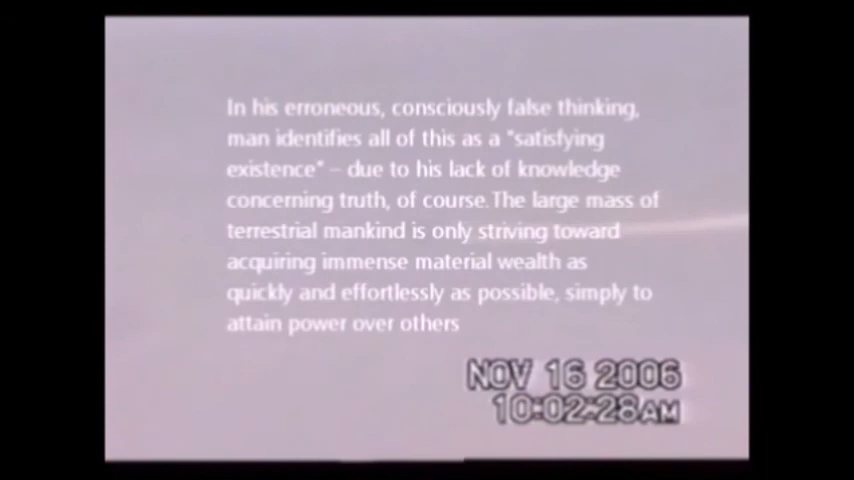 In his erroneous, consciously false thinking,
man identifies all of this as a "satisfying
existence" – due to his lack of knowledge
concerning truth, of course. The large mass of
terrestrial mankind is only striving toward
acquiring immense material wealth as
quickly and effortlessly as possible, simply to
attain power over others
NOV 16 2006
10:02:28AM